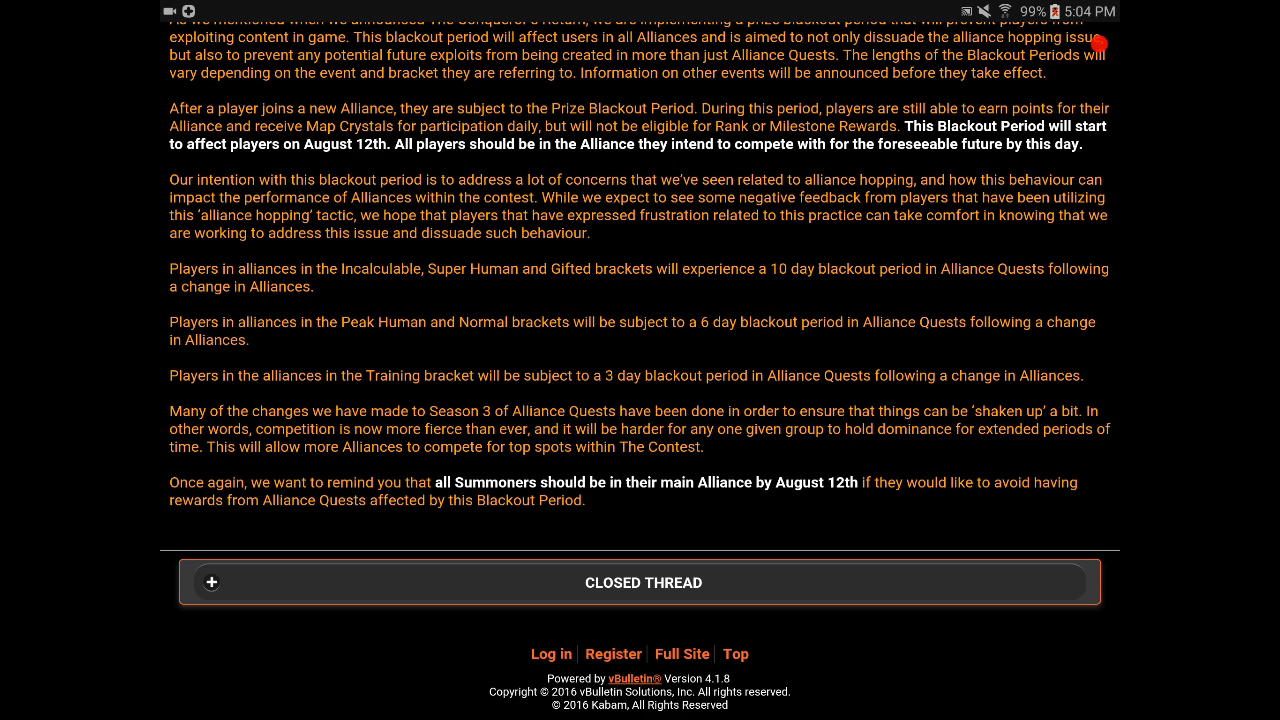 99% 5:04 PM
As we mentioned when we announced The Conqueror's Return, we are implementing a prize blackout period that will prevent players from
exploiting content in game. This blackout period will affect users in all Alliances and is aimed to not only dissuade the alliance hopping issue,
but also to prevent any potential future exploits from being created in more than just Alliance Quests. The lengths of the Blackout Periods will
vary depending on the event and bracket they are referring to. Information on other events will be announced before they take effect.
After a player joins a new Alliance, they are subject to the Prize Blackout Period. During this period, players are still able to earn points for their
Alliance and receive Map Crystals for participation daily, but will not be eligible for Rank or Milestone Rewards. This Blackout Period will start
to affect players on August 12th. All players should be in the Alliance they intend to compete with for the foreseeable future by this day.
Our intention with this blackout period is to address a lot of concerns that we've seen related to alliance hopping, and how this behaviour can
impact the performance of Alliances within the contest. While we expect to see some negative feedback from players that have been utilizing
this ‘alliance hopping’ tactic, we hope that players that have expressed frustration related to this practice can take comfort in knowing that we
are working to address this issue and dissuade such behaviour.
Players in alliances in the Incalculable, Super Human and Gifted brackets will experience a 10 day blackout period in Alliance Quests following
a change in Alliances.
Players in alliances in the Peak Human and Normal brackets will be subject to a 6 day blackout period in Alliance Quests following a change
in Alliances.
Players in the alliances in the Training bracket will be subject to a 3 day blackout period in Alliance Quests following a change in Alliances.
Many of the changes we have made to Season 3 of Alliance Quests have been done in order to ensure that things can be ‘shaken up’ a bit. In
other words, competition is now more fierce than ever, and it will be harder for any one given group to hold dominance for extended periods of
time. This will allow more Alliances to compete for top spots within The Contest.
Once again, we want to remind you that all Summoners should be in their main Alliance by August 12th if they would like to avoid having
rewards from Alliance Quests affected by this Blackout Period.
CLOSED THREAD
Log in Register Full Site Top
Powered by vBulletin® Version 4.1.8
Copyright © 2016 vBulletin Solutions, Inc. All rights reserved.
© 2016 Kabam, All Rights Reserved